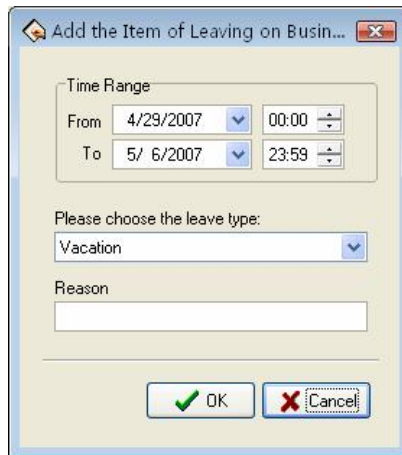 Add the Item of Leaving on Busin...
Time Range
From 4/29/2007 00:00
To 5/ 6/2007 23:59
Please choose the leave type:
Vacation
Reason
OK Cancel